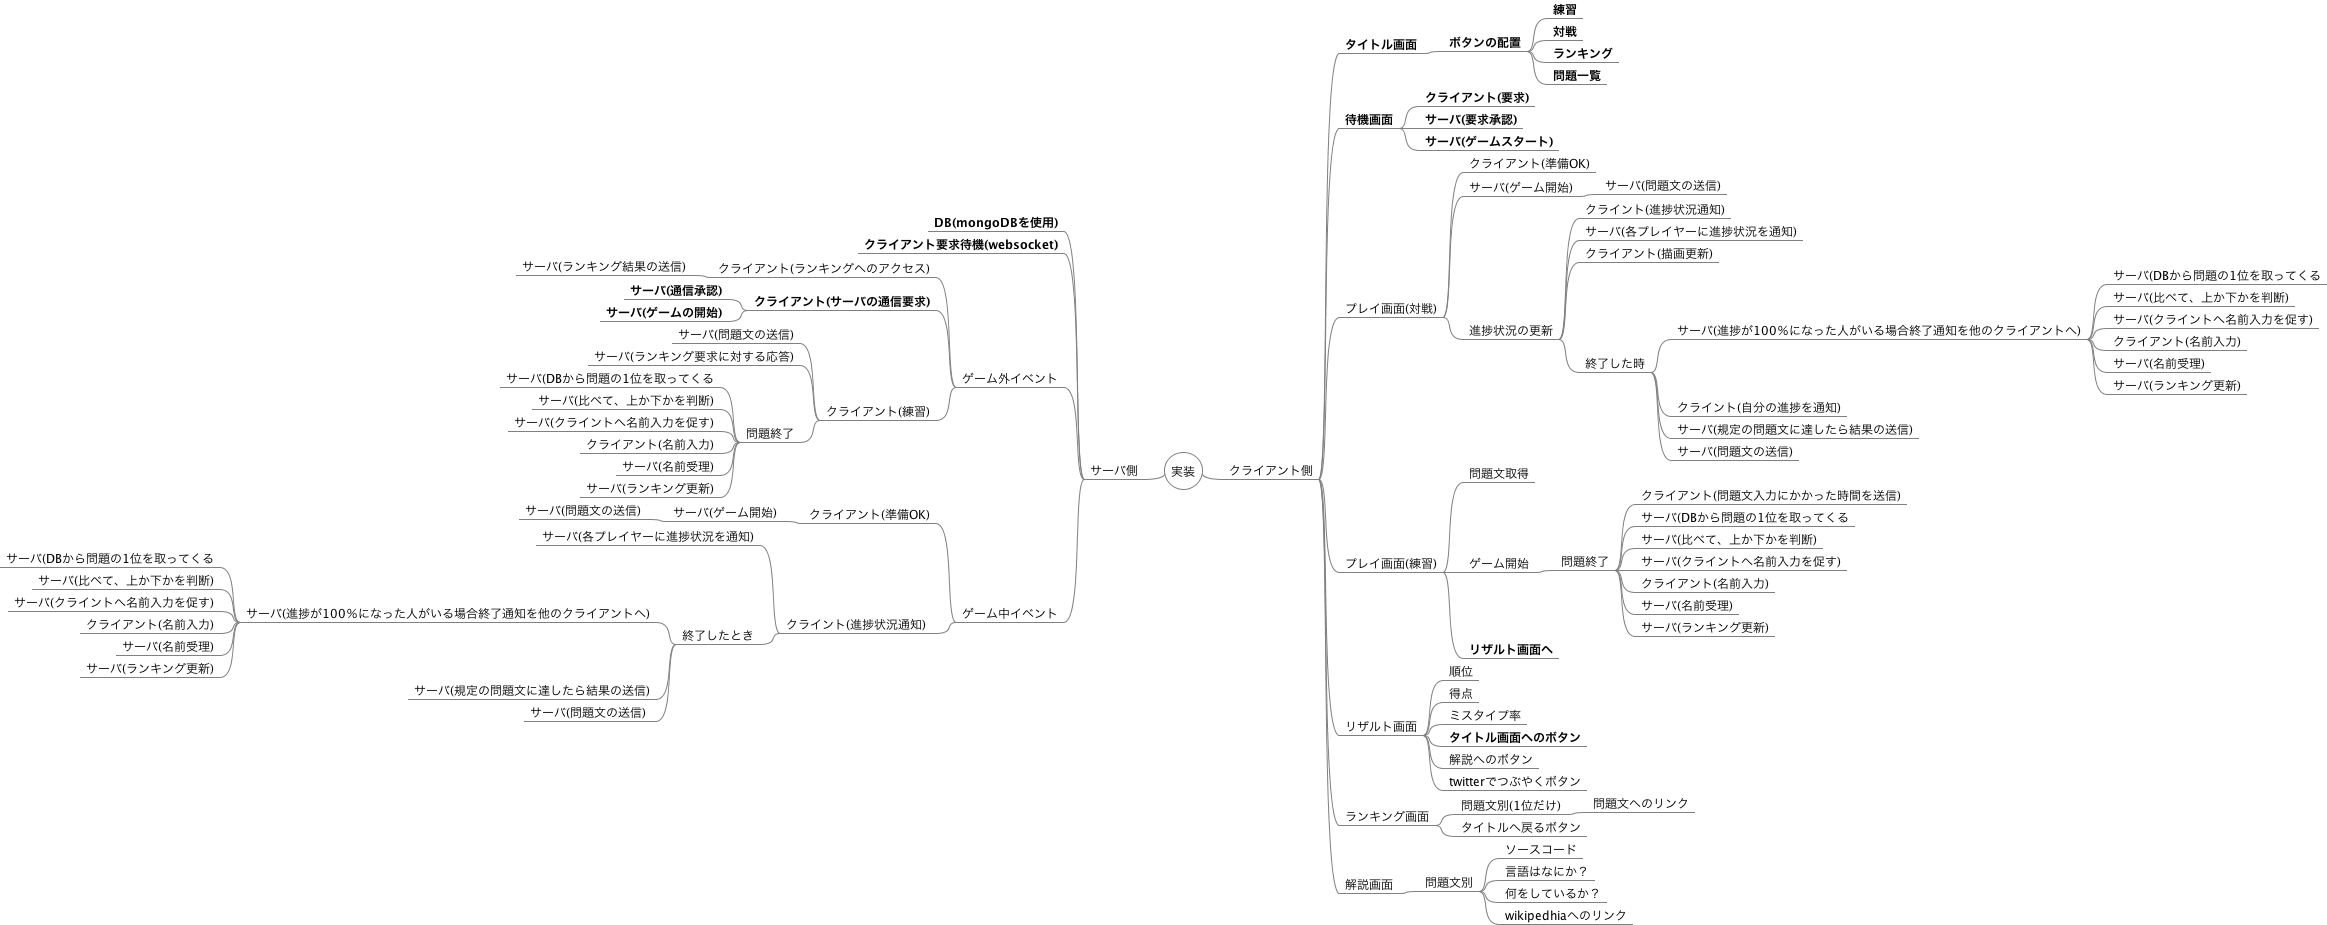 実装
クライアント側
タイトル画面
ボタンの配置
練習
対戦
ランキング
問題一覧
待機画面
クライアント(要求)
サーバ(要求承認)
サーバ(ゲームスタート)
プレイ画面(対戦)
クライアント(準備OK)
サーバ(ゲーム開始)
サーバ(問題文の送信)
進捗状況の更新
クライント(進捗状況通知)
サーバ(各プレイヤーに進捗状況を通知)
クライアント(描画更新)
終了した時
サーバ(進捗が100%になった人がいる場合終了通知を他のクライアントへ)
サーバ(DBから問題の1位を取ってくる
サーバ(比べて、上か下かを判断)
サーバ(クライントへ名前入力を促す)
クライアント(名前入力)
サーバ(名前受理)
サーバ(ランキング更新)
クライント(自分の進捗を通知)
サーバ(規定の問題文に達したら結果の送信)
サーバ(問題文の送信)
プレイ画面(練習)
問題文取得
ゲーム開始
問題終了
クライアント(問題文入力にかかった時間を送信)
サーバ(DBから問題の1位を取ってくる
サーバ(比べて、上か下かを判断)
サーバ(クライントへ名前入力を促す)
クライアント(名前入力)
サーバ(名前受理)
サーバ(ランキング更新)
リザルト画面へ
リザルト画面
順位
得点
ミスタイプ率
タイトル画面へのボタン
解説へのボタン
twitterでつぶやくボタン
ランキング画面
問題文別(1位だけ)
問題文へのリンク
タイトルへ戻るボタン
解説画面
問題文別
ソースコード
言語はなにか？
何をしているか？
wikipedhiaへのリンク
サーバ側
DB(mongoDBを使用)
クライアント要求待機(websocket)
ゲーム外イベント
クライアント(ランキングへのアクセス)
サーバ(ランキング結果の送信)
クライアント(サーバの通信要求)
サーバ(通信承認)
サーバ(ゲームの開始)
クライアント(練習)
サーバ(問題文の送信)
サーバ(ランキング要求に対する応答)
問題終了
サーバ(DBから問題の1位を取ってくる
サーバ(比べて、上か下かを判断)
サーバ(クライントへ名前入力を促す)
クライアント(名前入力)
サーバ(名前受理)
サーバ(ランキング更新)
ゲーム中イベント
クライアント(準備OK)
サーバ(ゲーム開始)
サーバ(問題文の送信)
クライント(進捗状況通知)
サーバ(各プレイヤーに進捗状況を通知)
終了したとき
サーバ(進捗が100%になった人がいる場合終了通知を他のクライアントへ)
サーバ(DBから問題の1位を取ってくる
サーバ(比べて、上か下かを判断)
サーバ(クライントへ名前入力を促す)
クライアント(名前入力)
サーバ(名前受理)
サーバ(ランキング更新)
サーバ(規定の問題文に達したら結果の送信)
サーバ(問題文の送信)